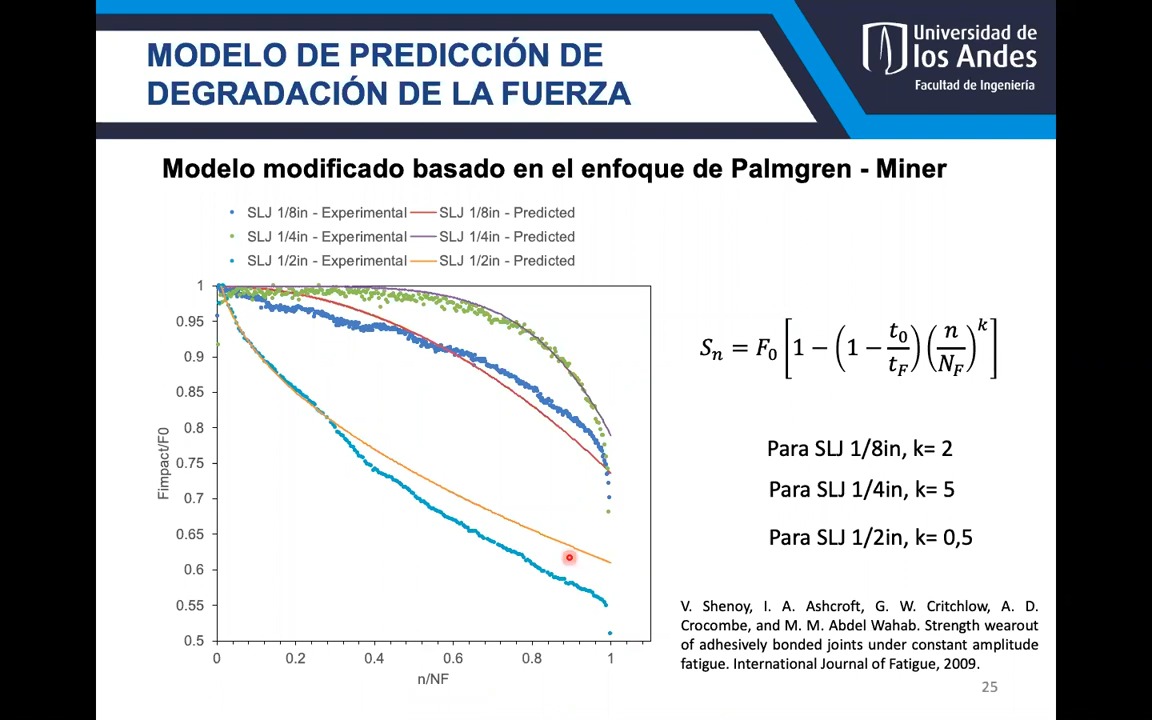 MODELO DE PREDICCIÓN DE
DEGRADACIÓN DE LA FUERZA
Universidad de
los Andes
Facultad de Ingeniería
Modelo modificado basado en el enfoque de Palmgren - Miner
SLJ 1/8in - Experimental SLJ 1/8in - Predicted
SLJ 1/4in - Experimental SLJ 1/4in - Predicted
SLJ 1/2in - Experimental SLJ 1/2in - Predicted
1
0.95
0.9
0.85
0.8
0.75
0.7
0.65
0.6
0.55
0.5
Fimpact/F0
0 0.2 0.4 0.6 0.8 1
n/NF
Sₙ = F₀ [1 − (1 − t₀/t_F) (n/N_F)^k]
Para SLJ 1/8in, k= 2
Para SLJ 1/4in, k= 5
Para SLJ 1/2in, k= 0,5
V. Shenoy, I. A. Ashcroft, G. W. Critchlow, A. D.
Crocombe, and M. M. Abdel Wahab. Strength wearout
of adhesively bonded joints under constant amplitude
fatigue. International Journal of Fatigue, 2009.
25